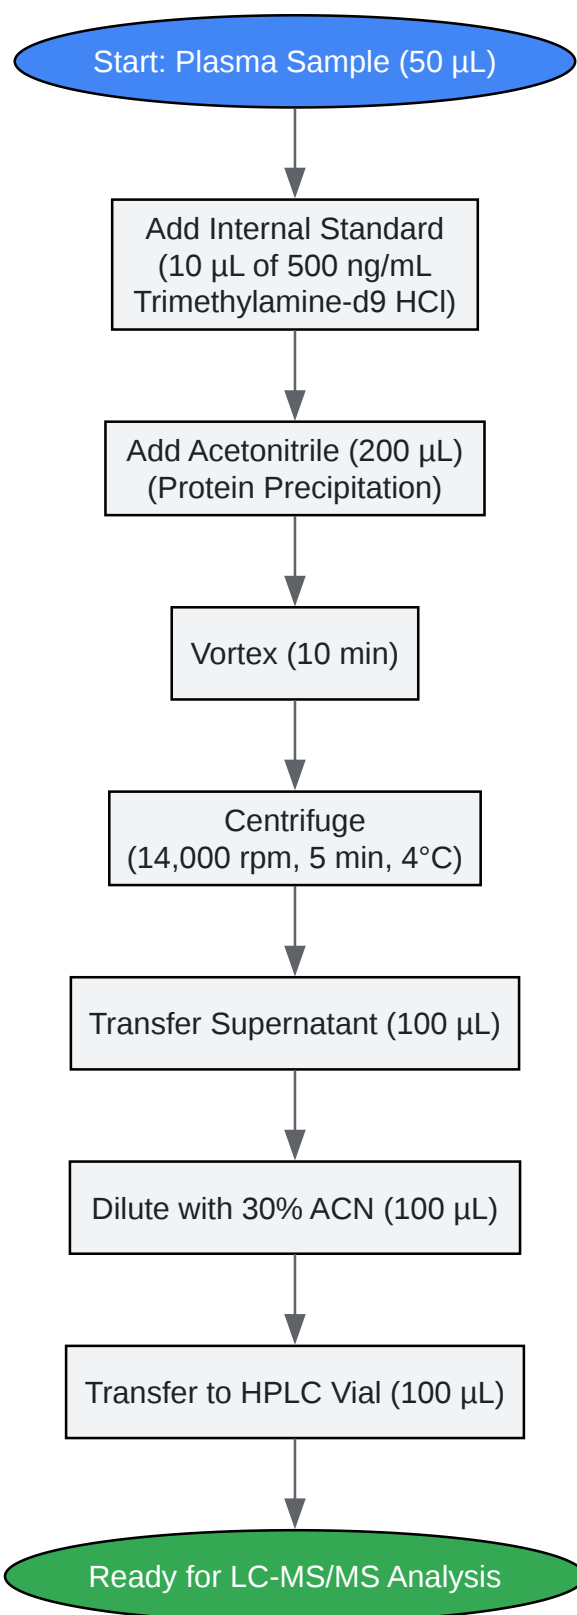 Start: Plasma Sample (50 µL)
Add Internal Standard
(10 µL of 500 ng/mL
Trimethylamine-d9 HCl)
Add Acetonitrile (200 µL)
(Protein Precipitation)
Vortex (10 min)
Centrifuge
(14,000 rpm, 5 min, 4°C)
Transfer Supernatant (100 µL)
Dilute with 30% ACN (100 µL)
Transfer to HPLC Vial (100 µL)
Ready for LC-MS/MS Analysis